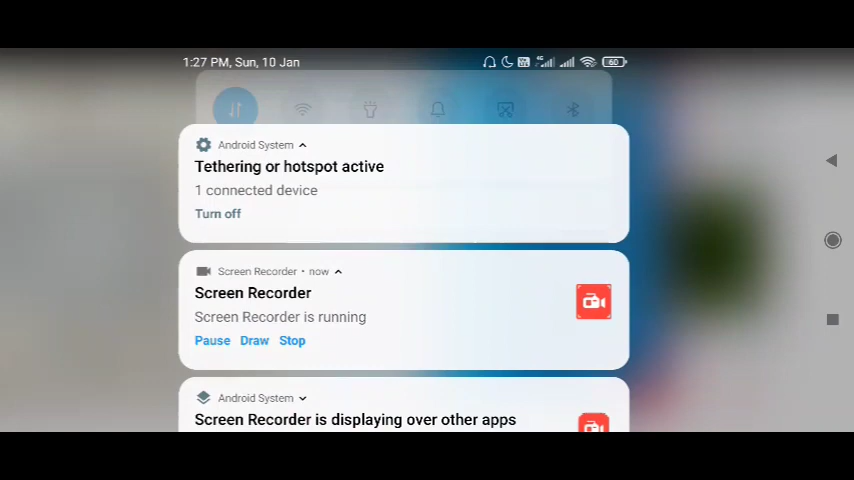 1:27 PM, Sun, 10 Jan
4G
60
Android System
Tethering or hotspot active
1 connected device
Turn off
Screen Recorder • now
Screen Recorder
Screen Recorder is running
Pause Draw Stop
Android System
Screen Recorder is displaying over other apps